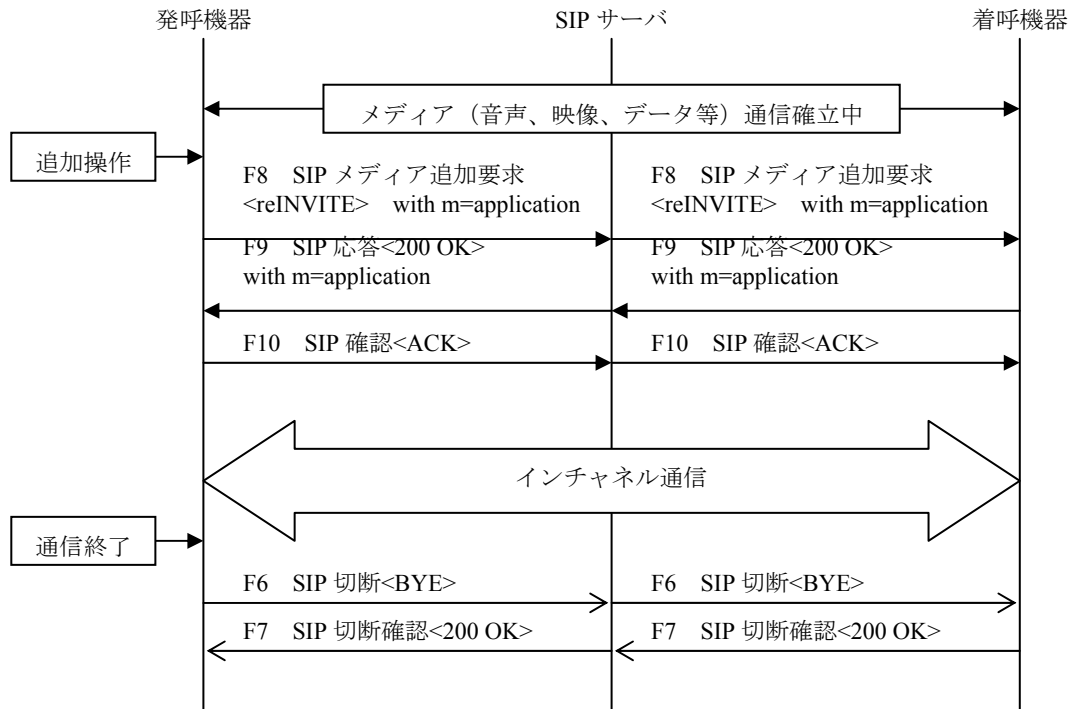 発呼機器
SIP サーバ
着呼機器
メディア（音声、映像、データ等）通信確立中
追加操作
F8　SIP メディア追加要求
<reINVITE>　with m=application
F8　SIP メディア追加要求
<reINVITE>　with m=application
F9　SIP 応答<200 OK>
with m=application
F9　SIP 応答<200 OK>
with m=application
F10　SIP 確認<ACK>
F10　SIP 確認<ACK>
インチャネル通信
通信終了
F6　SIP 切断<BYE>
F6　SIP 切断<BYE>
F7　SIP 切断確認<200 OK>
F7　SIP 切断確認<200 OK>